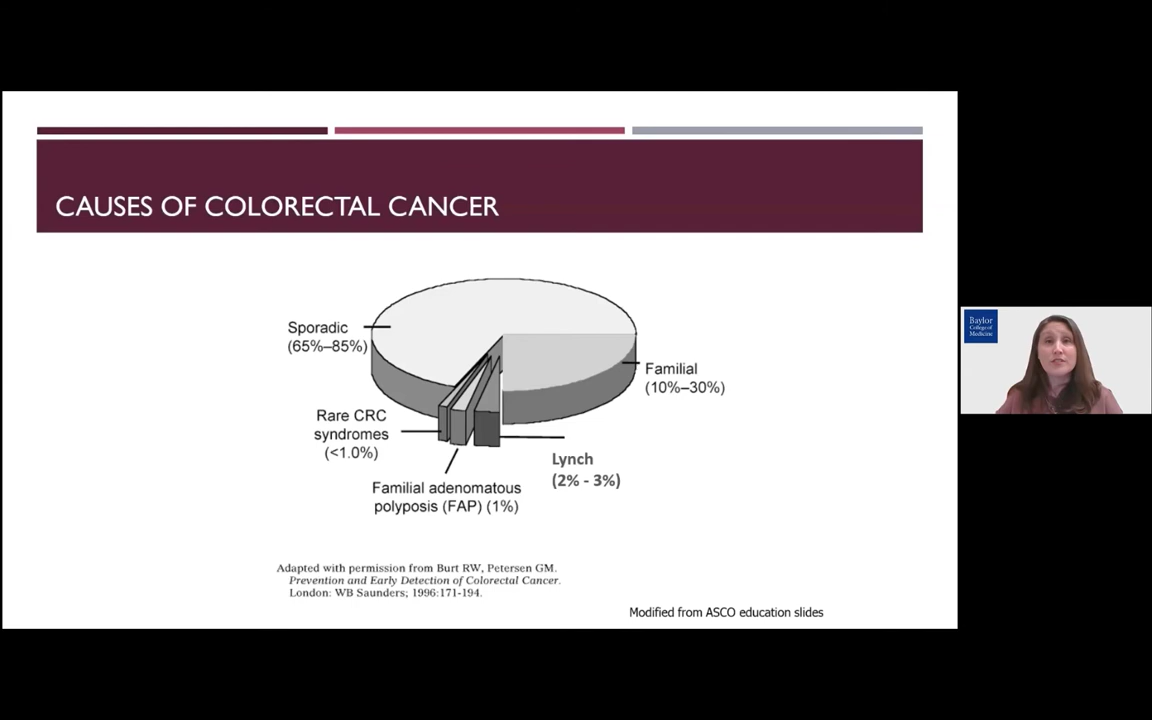 CAUSES OF COLORECTAL CANCER
Sporadic
(65%–85%)
Familial
(10%–30%)
Rare CRC
syndromes
(<1.0%)
Lynch
(2% - 3%)
Familial adenomatous
polyposis (FAP) (1%)
Adapted with permission from Burt RW, Petersen GM.
Prevention and Early Detection of Colorectal Cancer.
London: WB Saunders; 1996:171-194.
Modified from ASCO education slides
Baylor
College of
Medicine